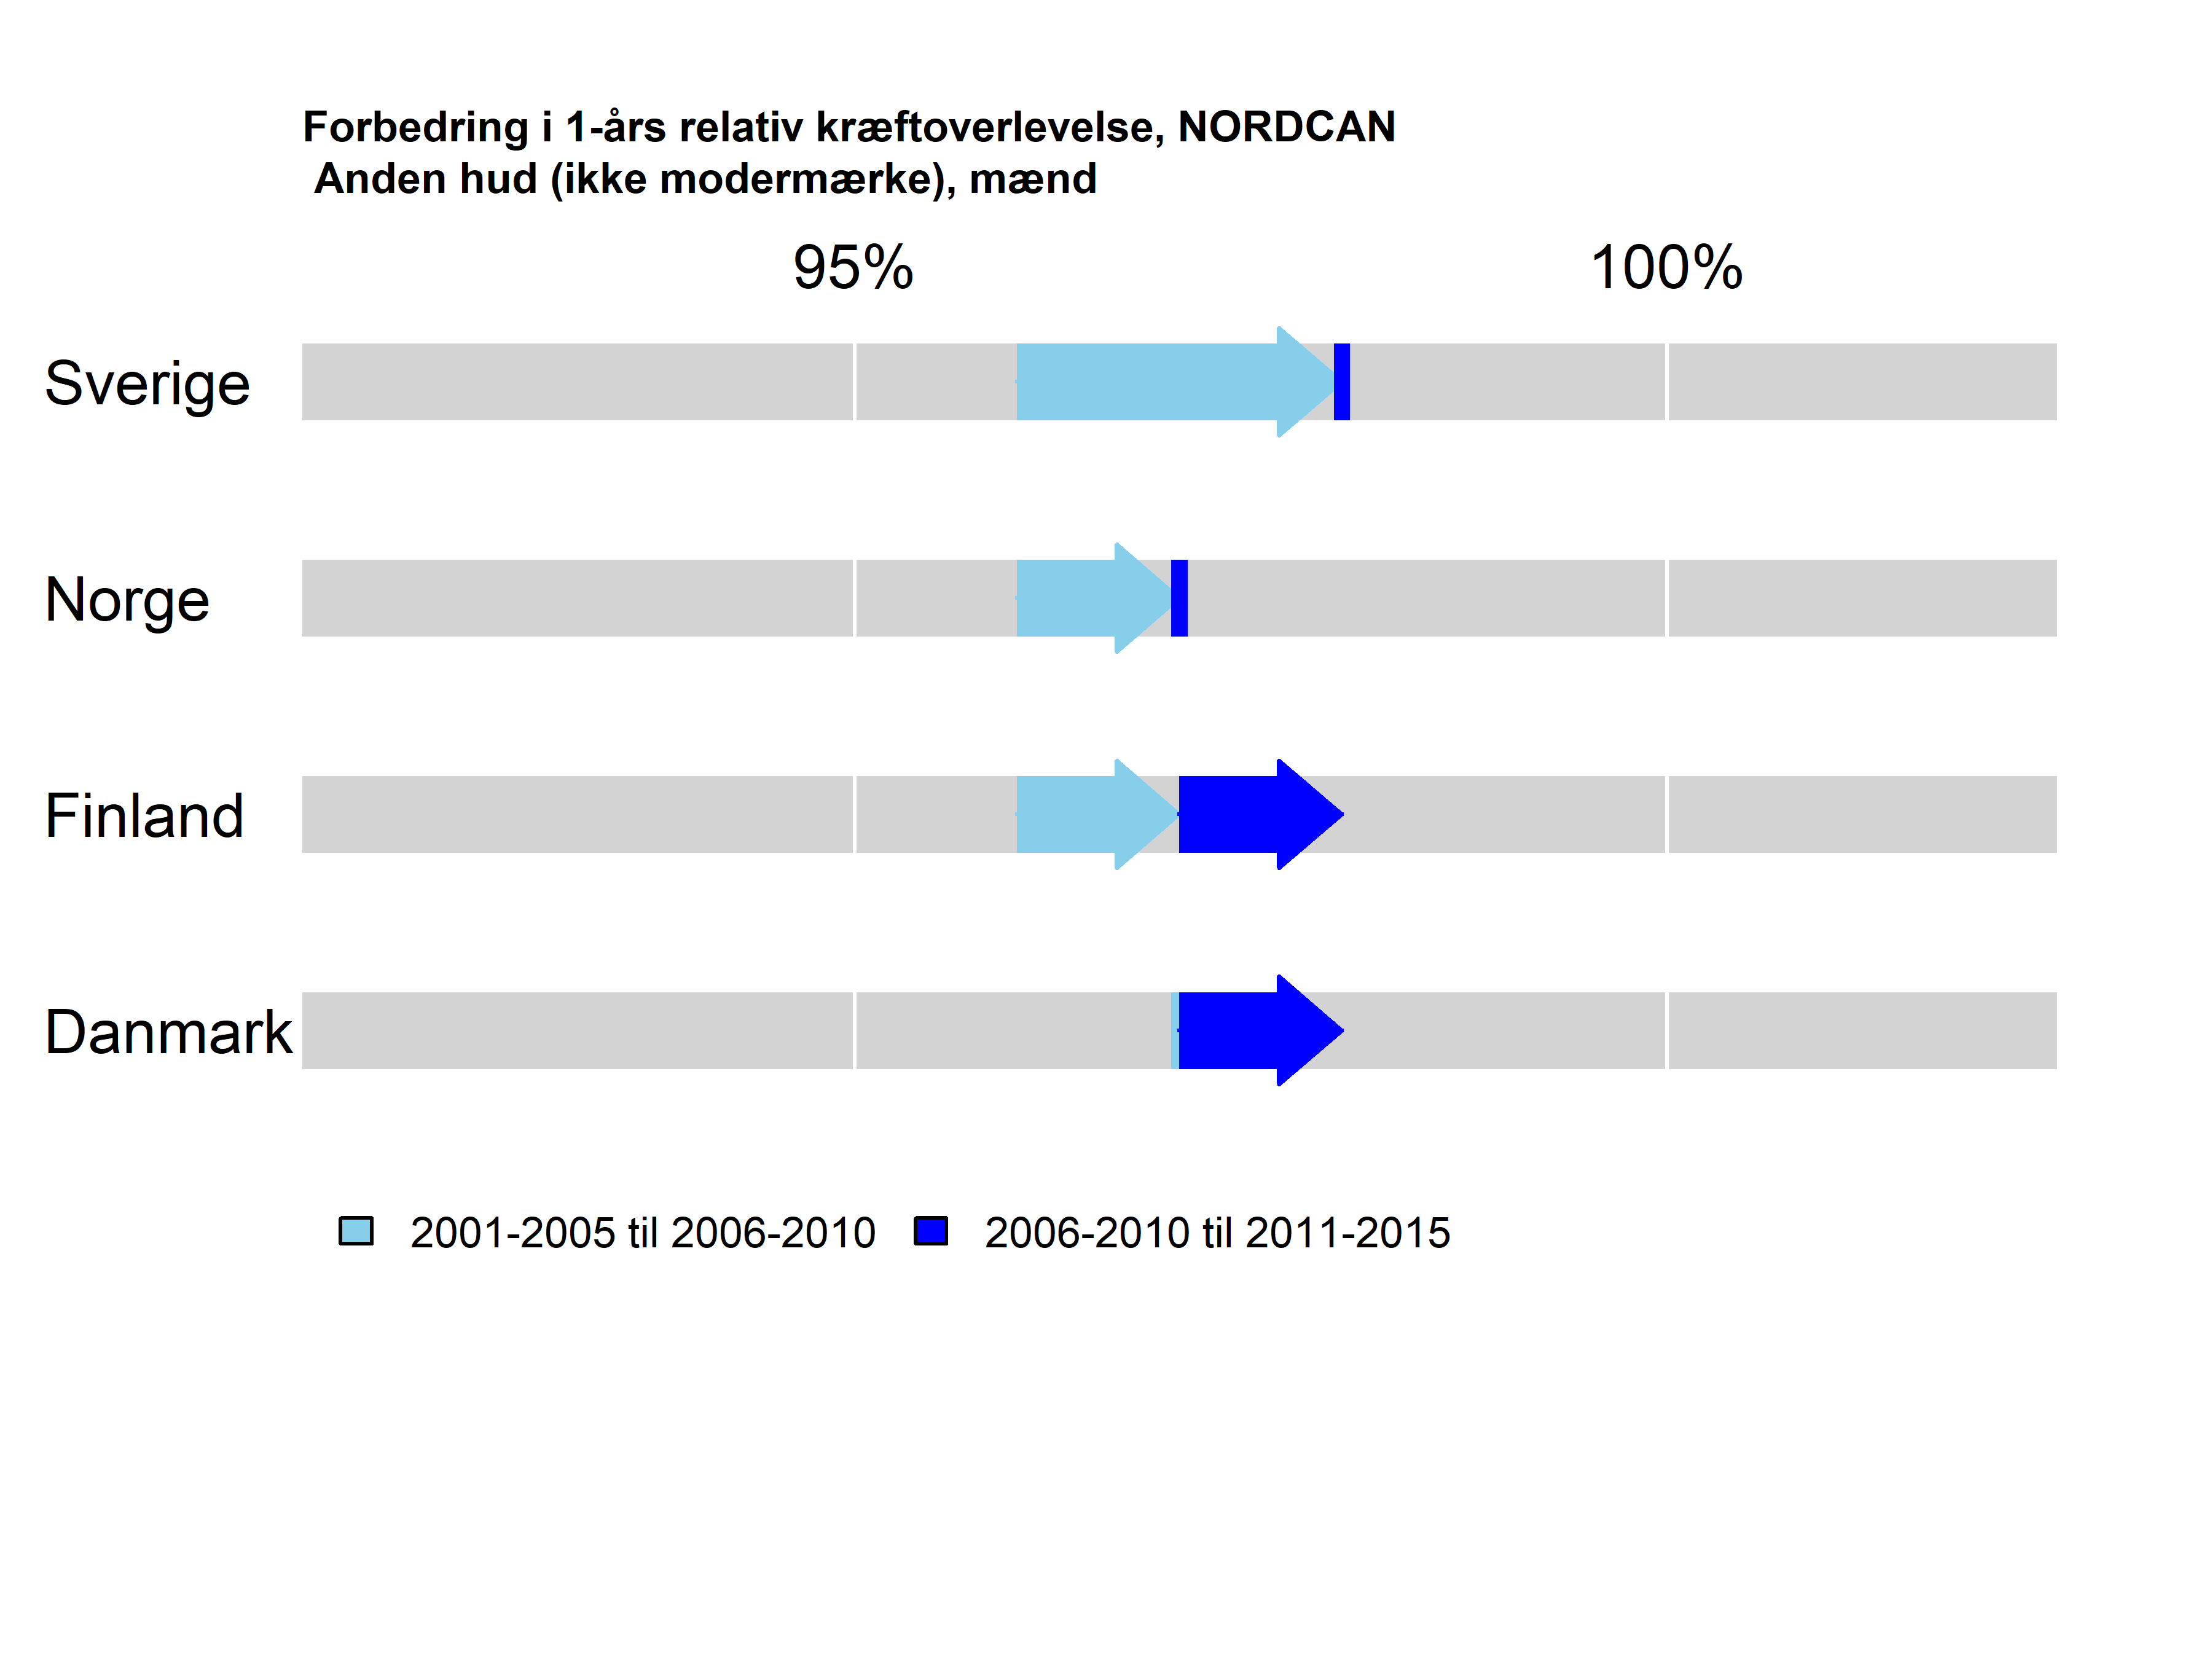 Forbedring i 1-års relativ kræftoverlevelse, NORDCAN
Anden hud (ikke modermærke), mænd
95% 100%
Sverige
Norge
Finland
Danmark
2001-2005 til 2006-2010 2006-2010 til 2011-2015